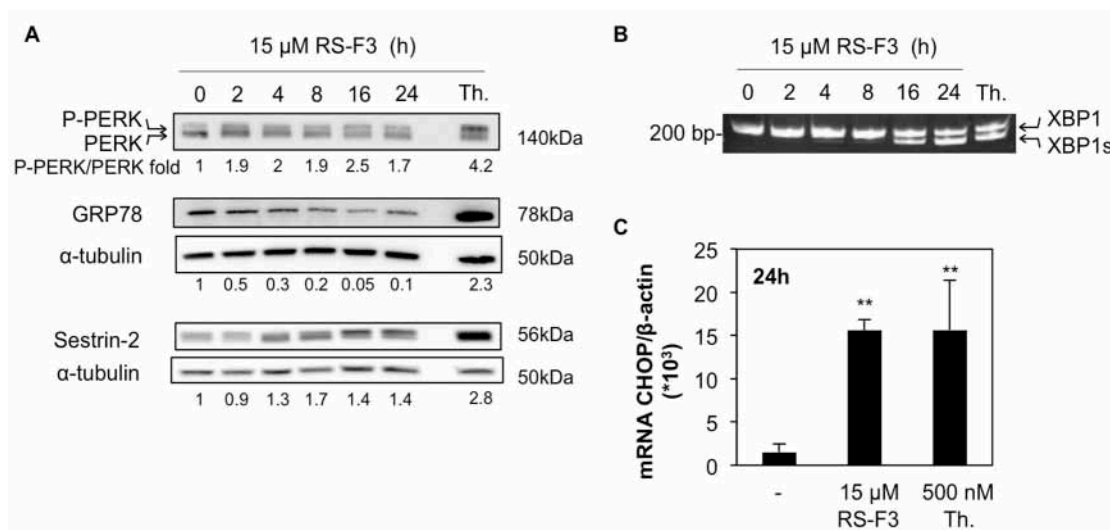 A
15 µM RS-F3 (h)
0 2 4 8 16 24 Th.
P-PERK
PERK
140kDa
P-PERK/PERK fold 1 1.9 2 1.9 2.5 1.7 4.2
GRP78
78kDa
α-tubulin
50kDa
1 0.5 0.3 0.2 0.05 0.1 2.3
Sestrin-2
56kDa
α-tubulin
50kDa
1 0.9 1.3 1.7 1.4 1.4 2.8
B
15 µM RS-F3 (h)
0 2 4 8 16 24 Th.
200 bp-
XBP1
XBP1s
C
mRNA CHOP/β-actin
(*10³)
25
20
15
10
5
0
24h
**
**
- 15 µM 500 nM
RS-F3 Th.